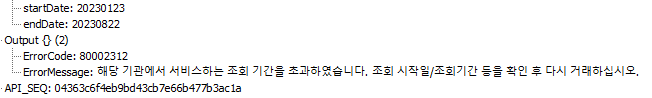 startDate: 20230123
endDate: 20230822
Output {} (2)
ErrorCode: 80002312
ErrorMessage: 해당 기관에서 서비스하는 조회 기간을 초과하였습니다. 조회 시작일/조회기간 등을 확인 후 다시 거래하십시오.
API_SEQ: 04363c6f4eb9bd43cb7e66b477b3ac1a